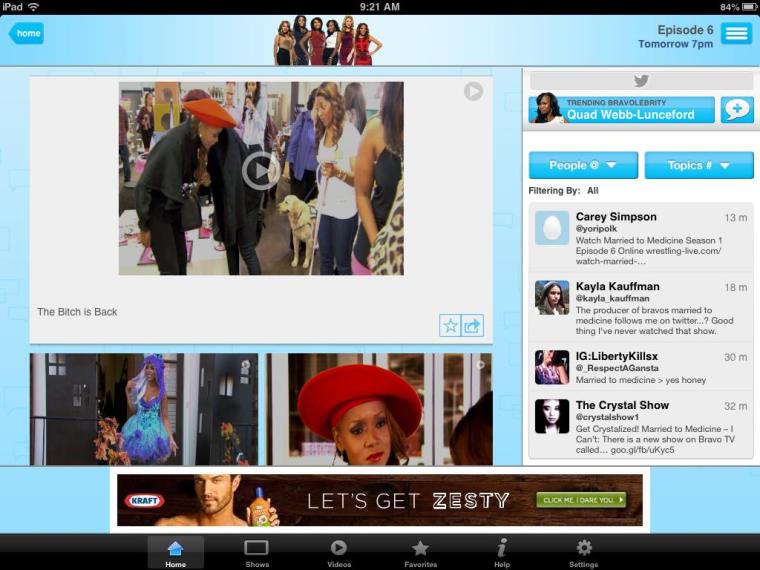 iPad
9:21 AM
84%
home
Episode 6
Tomorrow 7pm
The Bitch is Back
TRENDING BRAVOLEBRITY
Quad Webb-Lunceford
People @
Topics #
Filtering By: All
Carey Simpson 13 m
@yoripolk
Watch Married to Medicine Season 1
Episode 6 Online wrestling-live.com/
watch-married-...
Kayla Kauffman 18 m
@kayla_kauffman
The producer of bravos married to
medicine follows me on twitter...? Good
thing I've never watched that show.
IG:LibertyKillsx 30 m
@_RespectAGansta
Married to medicine > yes honey
The Crystal Show 32 m
@crystalshow1
Get Crystalized! Married to Medicine – I
Can't: There is a new show on Bravo TV
called... goo.gl/fb/uKyc5
KRAFT
LET'S GET ZESTY
CLICK ME. I DARE YOU.
Home
Shows
Videos
Favorites
Help
Settings